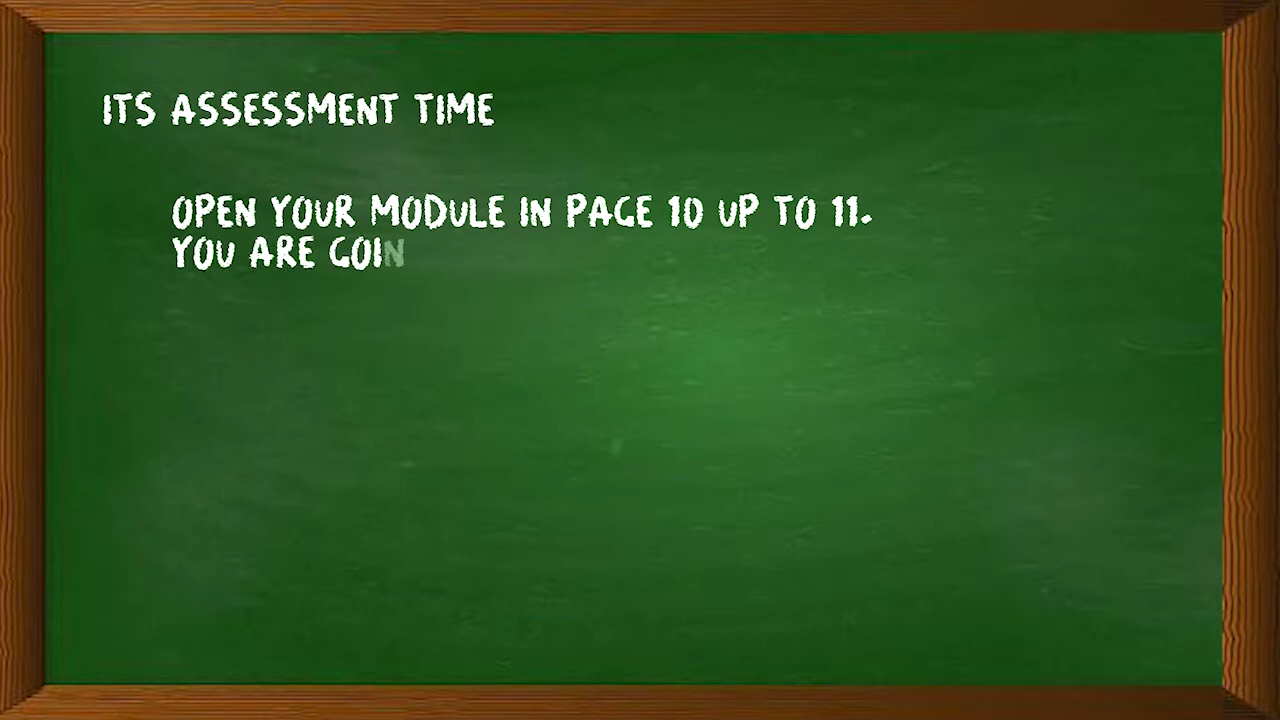 ITS ASSESSMENT TIME
OPEN YOUR MODULE IN PAGE 10 UP TO 11.
YOU ARE GOIN